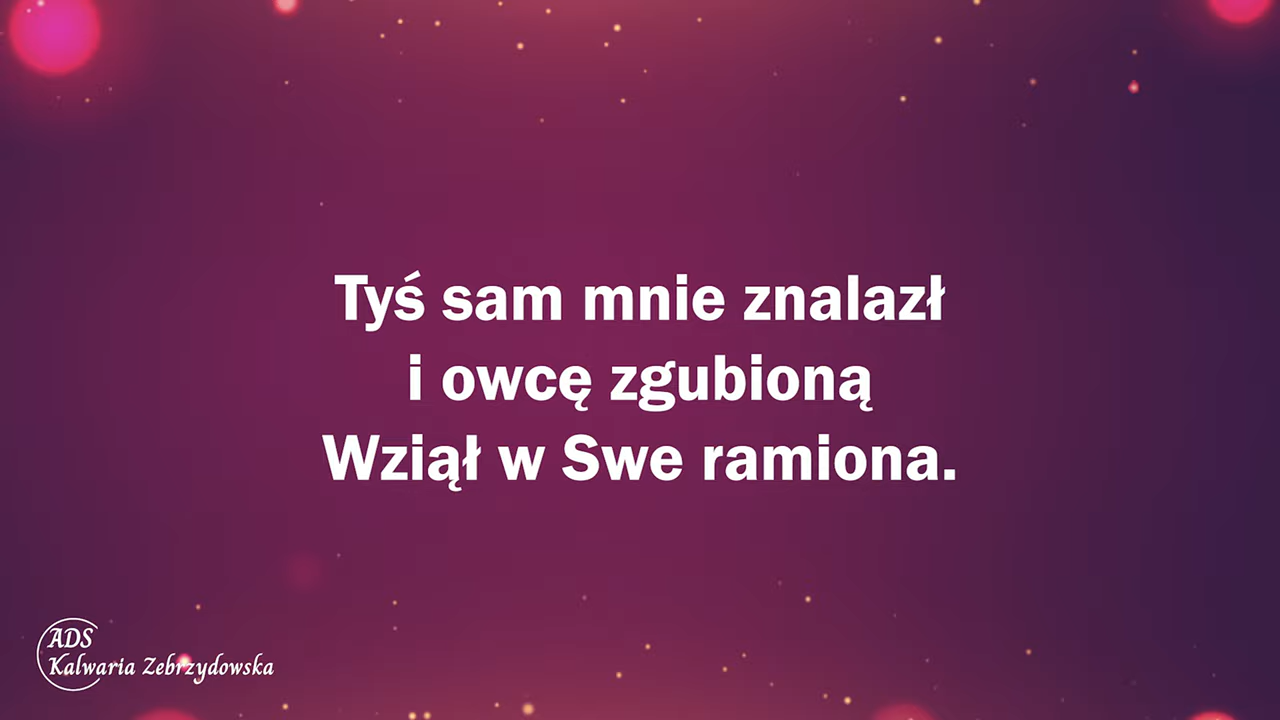 Tyś sam mnie znalazł
i owcę zgubioną
Wziął w Swe ramiona.
ADS
Kalwaria Zebrzydowska